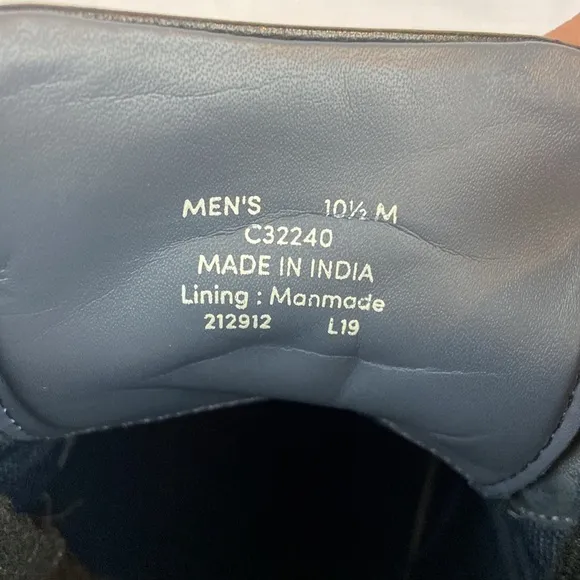 MEN'S 10½ M
C32240
MADE IN INDIA
Lining : Manmade
212912 L19